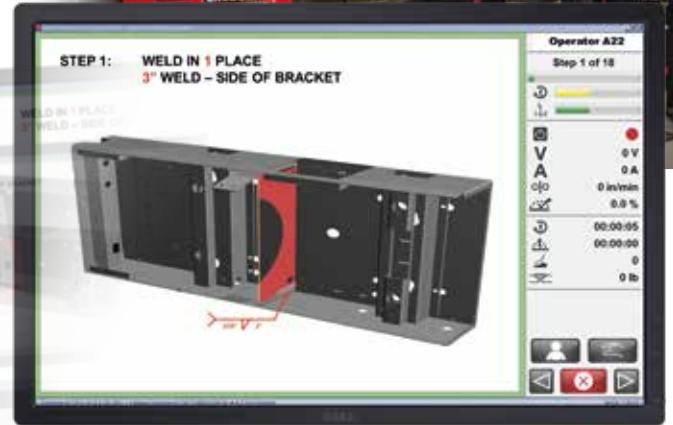 STEP 1: WELD IN 1 PLACE
3" WELD – SIDE OF BRACKET
WELD IN 1 PLACE
Operator A22
Step 1 of 18
V 0 V
A 0 A
0 in/min
0.0 %
00:00:05
00:00:00
0
0 lb
DELL